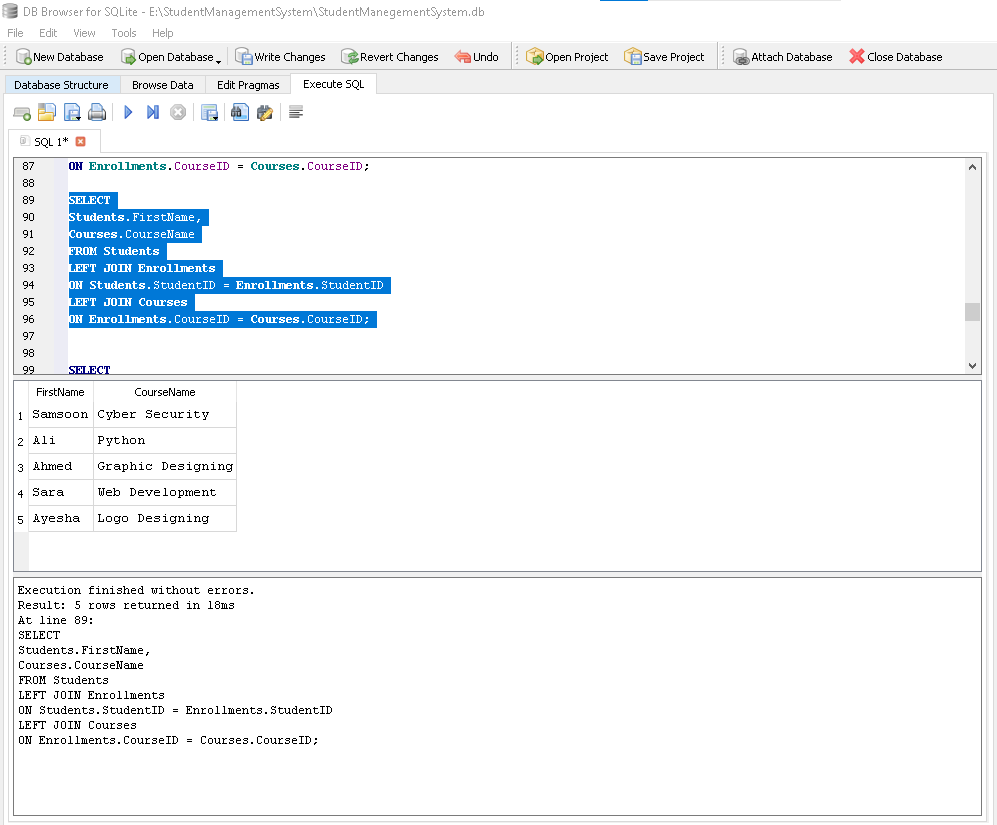 DB Browser for SQLite - E:\StudentManagementSystem\StudentManegementSystem.db
File Edit View Tools Help
New Database Open Database Write Changes Revert Changes Undo Open Project Save Project Attach Database Close Database
Database Structure Browse Data Edit Pragmas Execute SQL
SQL 1*
87 ON Enrollments.CourseID = Courses.CourseID;
88
89 SELECT
90 Students.FirstName,
91 Courses.CourseName
92 FROM Students
93 LEFT JOIN Enrollments
94 ON Students.StudentID = Enrollments.StudentID
95 LEFT JOIN Courses
96 ON Enrollments.CourseID = Courses.CourseID;
97
98
99 SELECT
FirstName CourseName
1 Samsoon Cyber Security
2 Ali Python
3 Ahmed Graphic Designing
4 Sara Web Development
5 Ayesha Logo Designing
Execution finished without errors.
Result: 5 rows returned in 18ms
At line 89:
SELECT
Students.FirstName,
Courses.CourseName
FROM Students
LEFT JOIN Enrollments
ON Students.StudentID = Enrollments.StudentID
LEFT JOIN Courses
ON Enrollments.CourseID = Courses.CourseID;